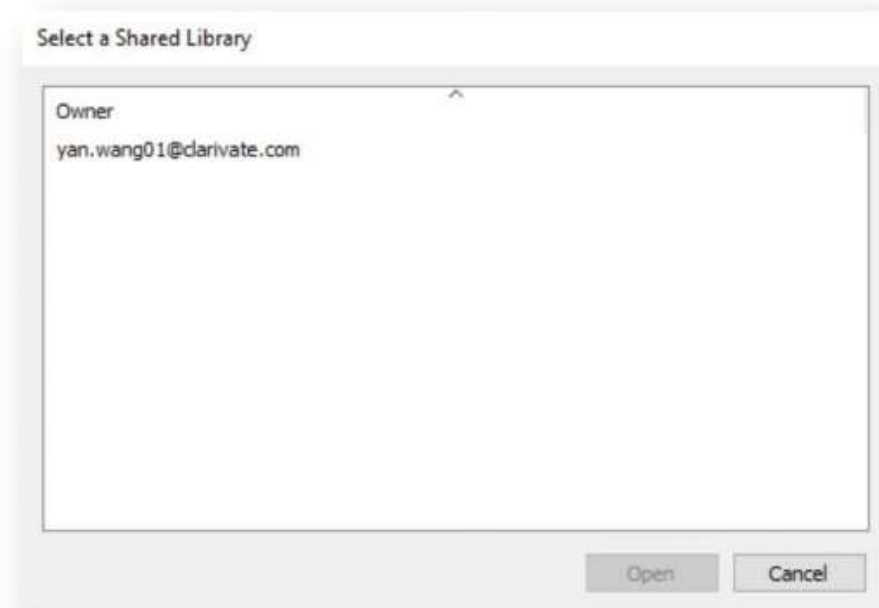 Select a Shared Library
Owner
yan.wang01@clarivate.com
Open
Cancel